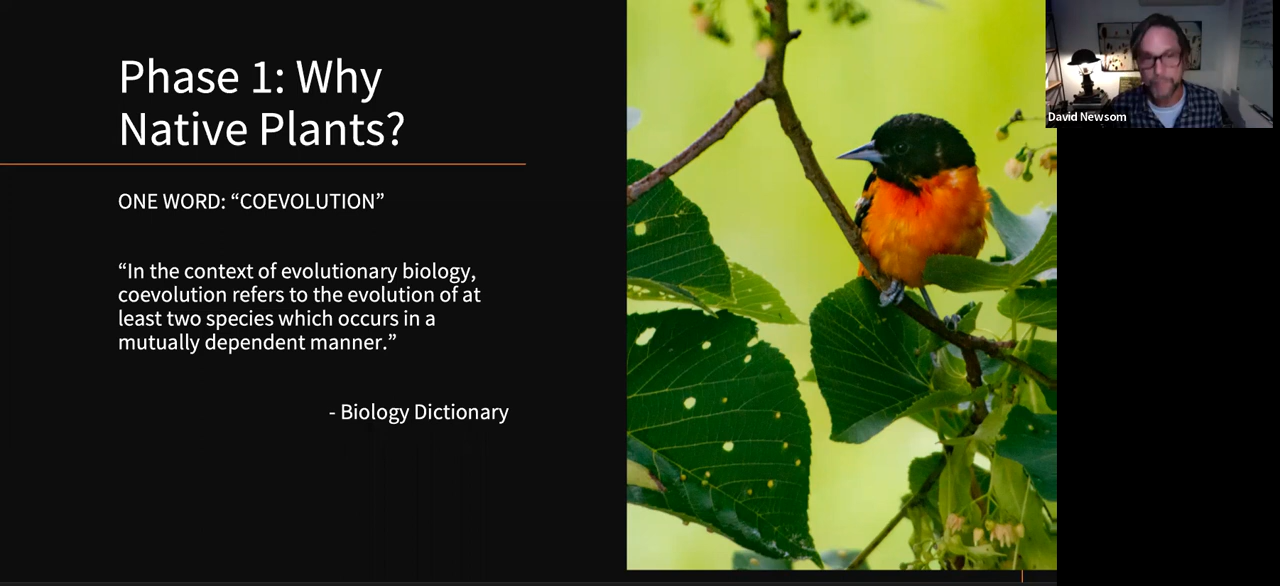 Phase 1: Why
Native Plants?
ONE WORD: “COEVOLUTION”
“In the context of evolutionary biology,
coevolution refers to the evolution of at
least two species which occurs in a
mutually dependent manner.”
- Biology Dictionary
David Newsom